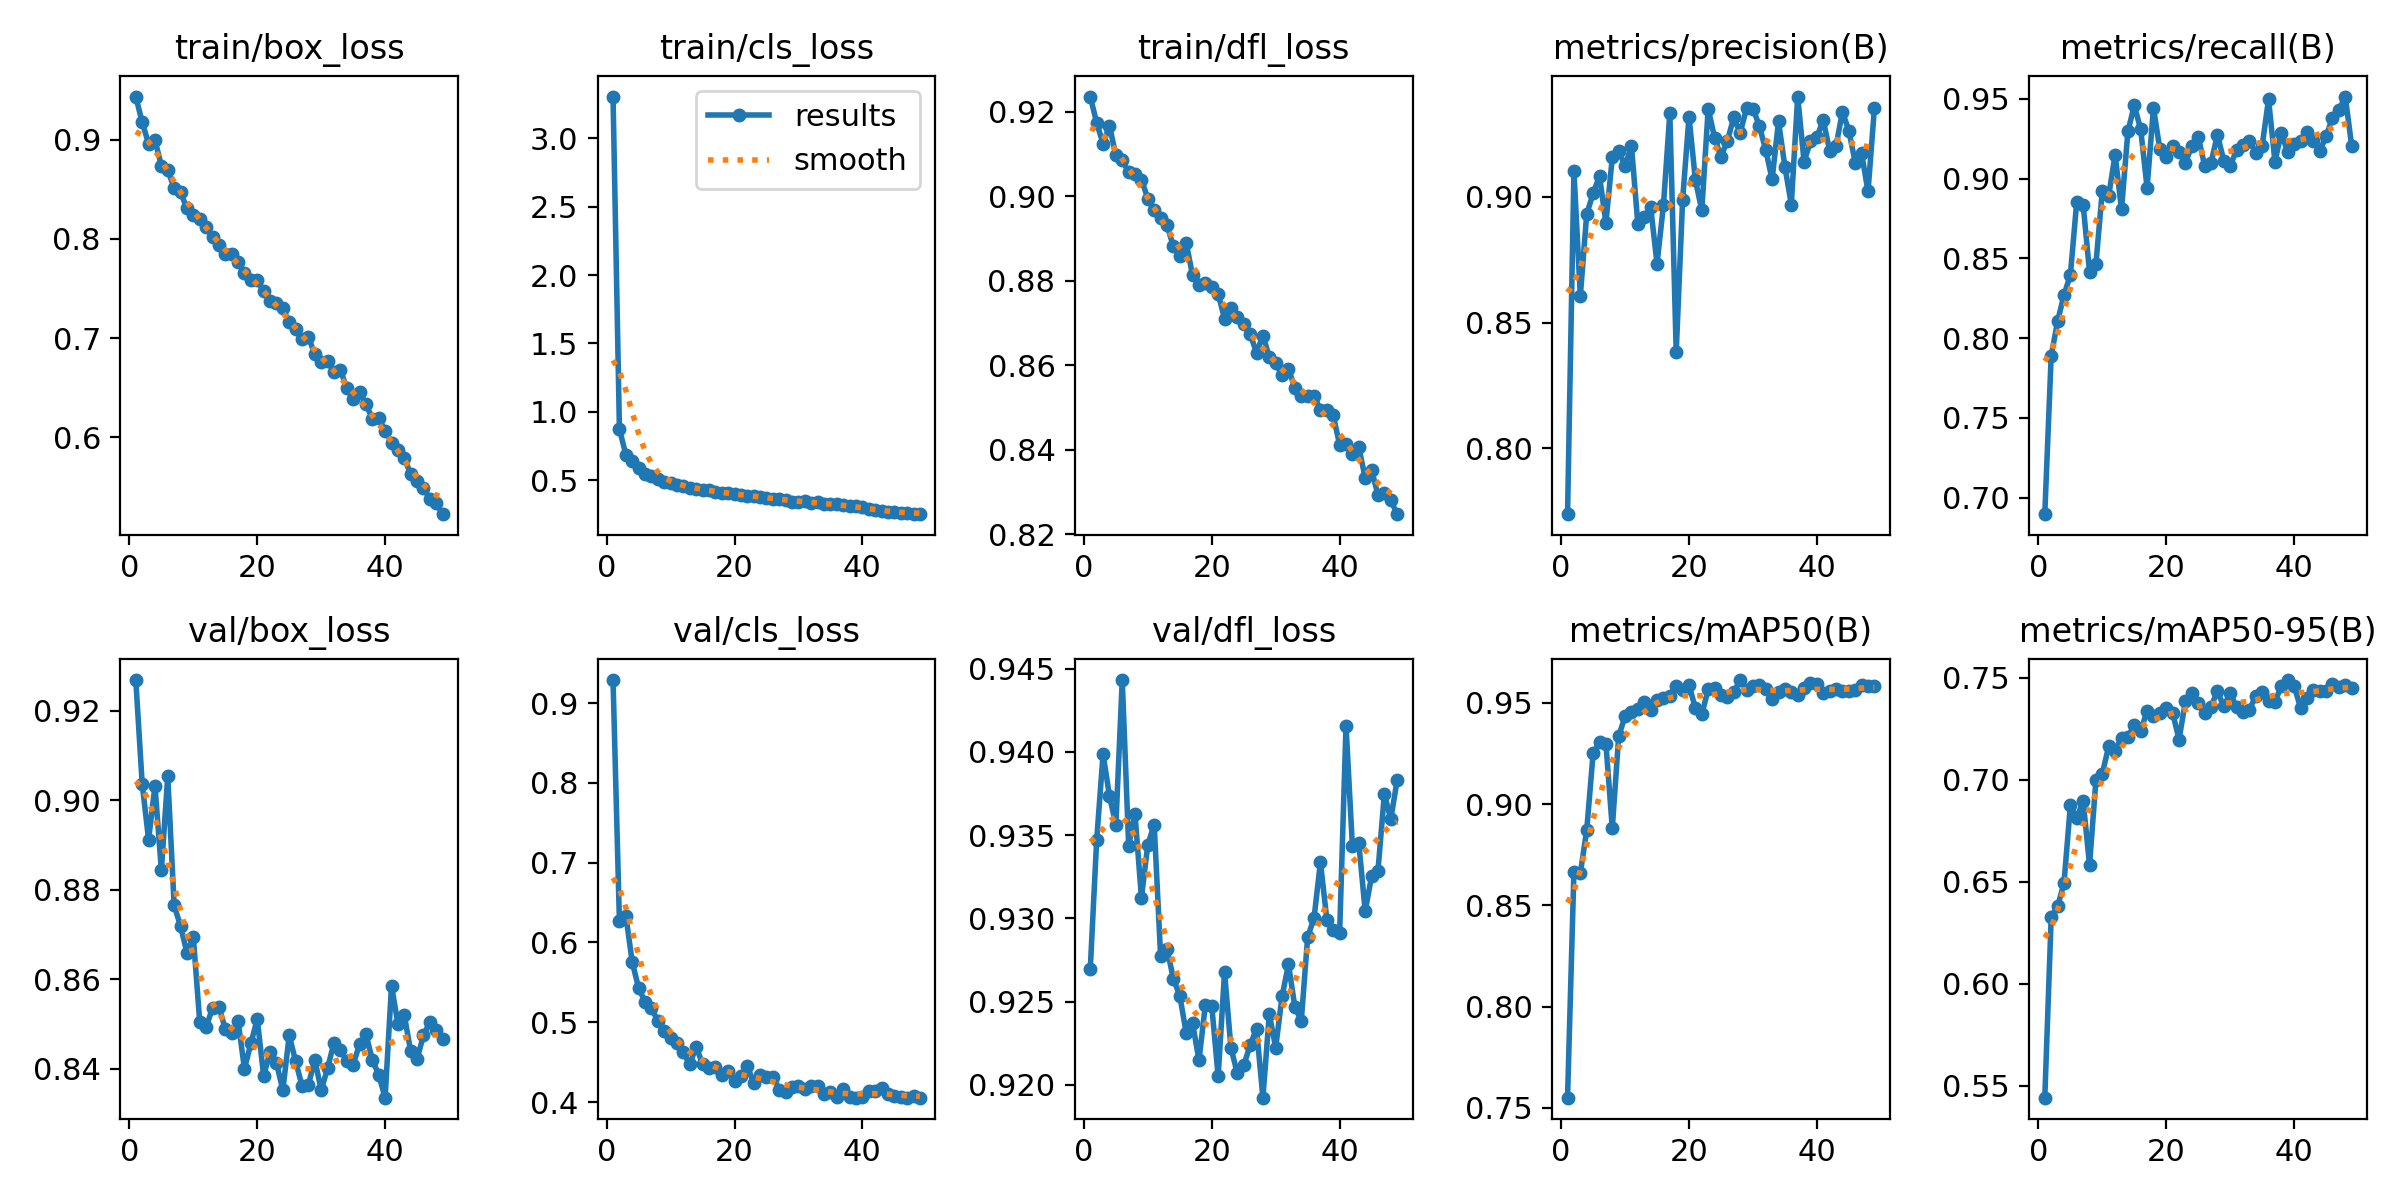 train/box_loss
0.9
0.8
0.7
0.6
0 20 40
train/cls_loss
results
smooth
3.0
2.5
2.0
1.5
1.0
0.5
0 20 40
train/dfl_loss
0.92
0.90
0.88
0.86
0.84
0.82
0 20 40
metrics/precision(B)
0.90
0.85
0.80
0 20 40
metrics/recall(B)
0.95
0.90
0.85
0.80
0.75
0.70
0 20 40
val/box_loss
0.92
0.90
0.88
0.86
0.84
0 20 40
val/cls_loss
0.9
0.8
0.7
0.6
0.5
0.4
0 20 40
val/dfl_loss
0.945
0.940
0.935
0.930
0.925
0.920
0 20 40
metrics/mAP50(B)
0.95
0.90
0.85
0.80
0.75
0 20 40
metrics/mAP50-95(B)
0.75
0.70
0.65
0.60
0.55
0 20 40